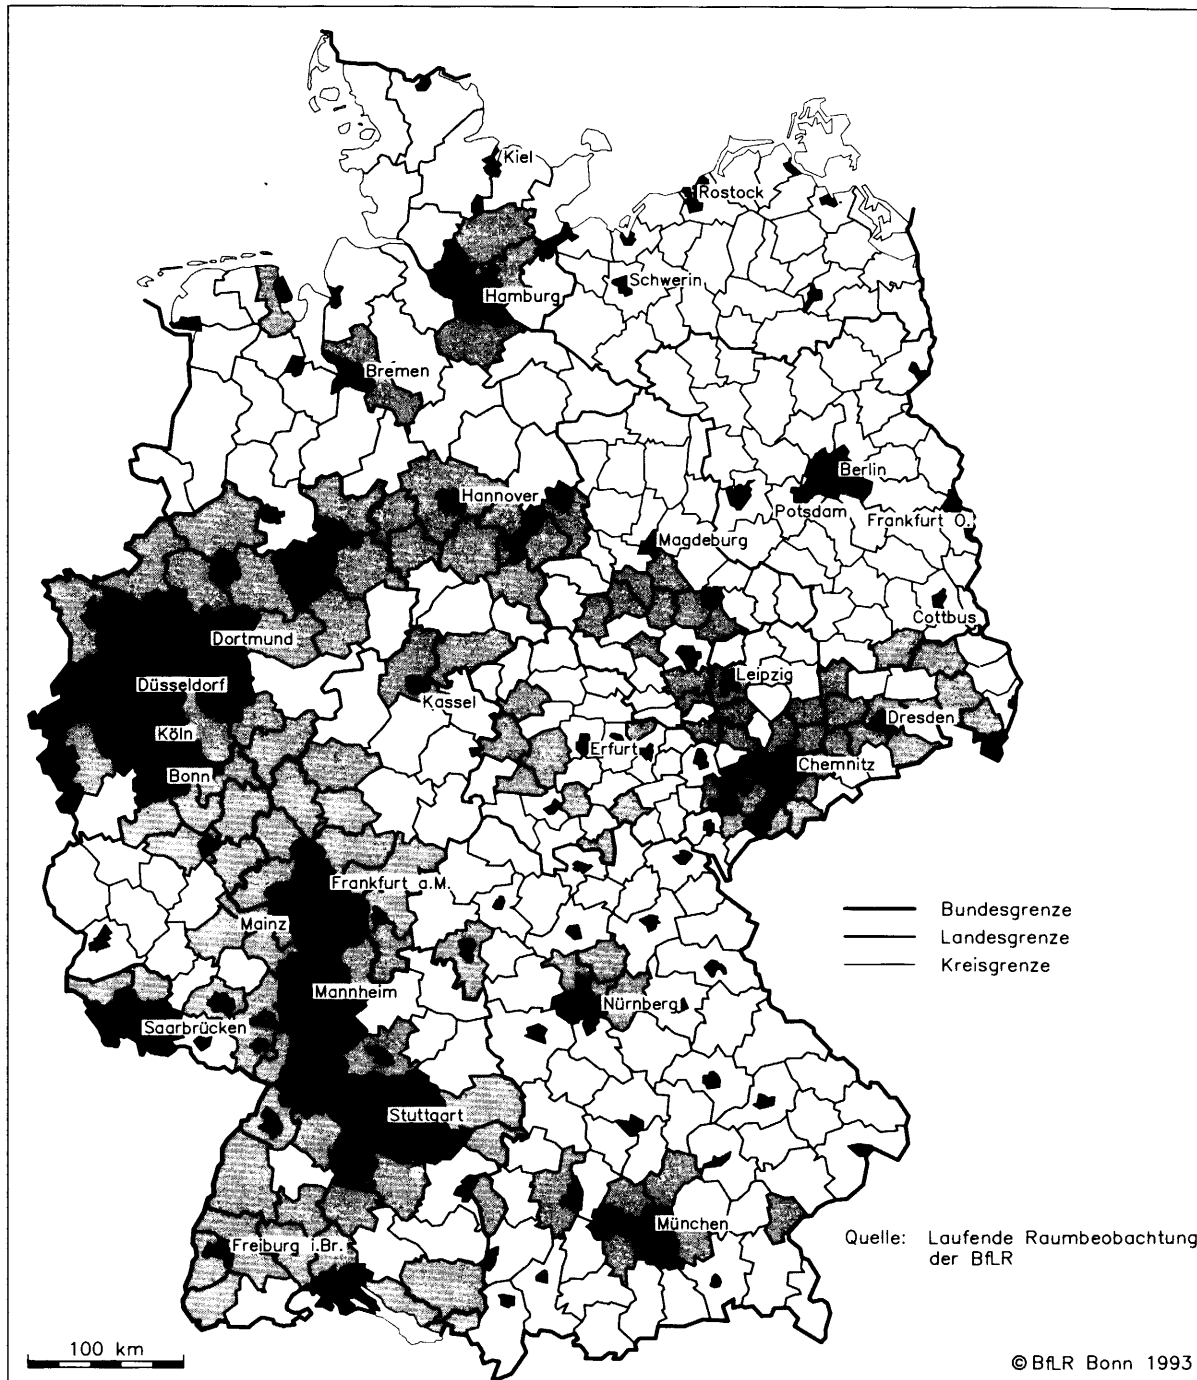 Kiel
Rostock
Schwerin
Hamburg
Bremen
Berlin
Hannover
Potsdam
Frankfurt O.
Magdeburg
Cottbus
Dortmund
Leipzig
Düsseldorf
Kassel
Dresden
Köln
Erfurt
Chemnitz
Bonn
Frankfurt a.M.
Mainz
Bundesgrenze
Landesgrenze
Kreisgrenze
Mannheim
Nürnberg
Saarbrücken
Stuttgart
München
Freiburg i.Br.
Quelle: Laufende Raumbeobachtung
der BfLR
100 km
© BfLR Bonn 1993